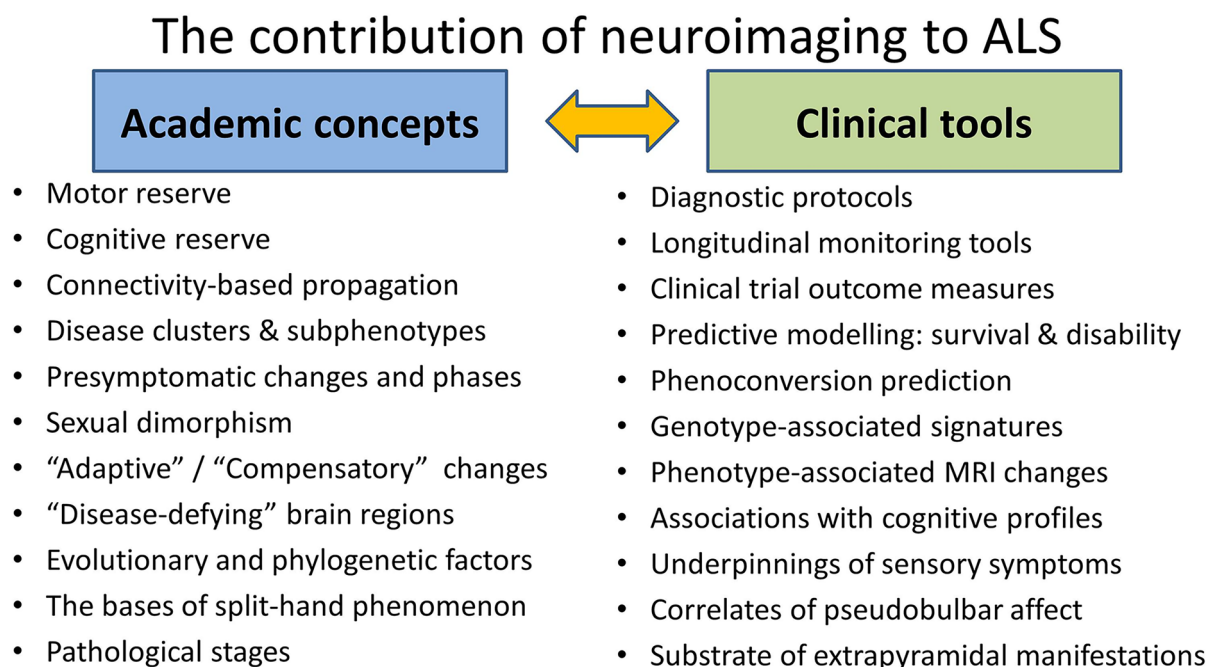 The contribution of neuroimaging to ALS
Academic concepts
• Motor reserve
• Cognitive reserve
• Connectivity-based propagation
• Disease clusters & subphenotypes
• Presymptomatic changes and phases
• Sexual dimorphism
• “Adaptive” / “Compensatory” changes
• “Disease-defying” brain regions
• Evolutionary and phylogenetic factors
• The bases of split-hand phenomenon
• Pathological stages
Clinical tools
• Diagnostic protocols
• Longitudinal monitoring tools
• Clinical trial outcome measures
• Predictive modelling: survival & disability
• Phenoconversion prediction
• Genotype-associated signatures
• Phenotype-associated MRI changes
• Associations with cognitive profiles
• Underpinnings of sensory symptoms
• Correlates of pseudobulbar affect
• Substrate of extrapyramidal manifestations